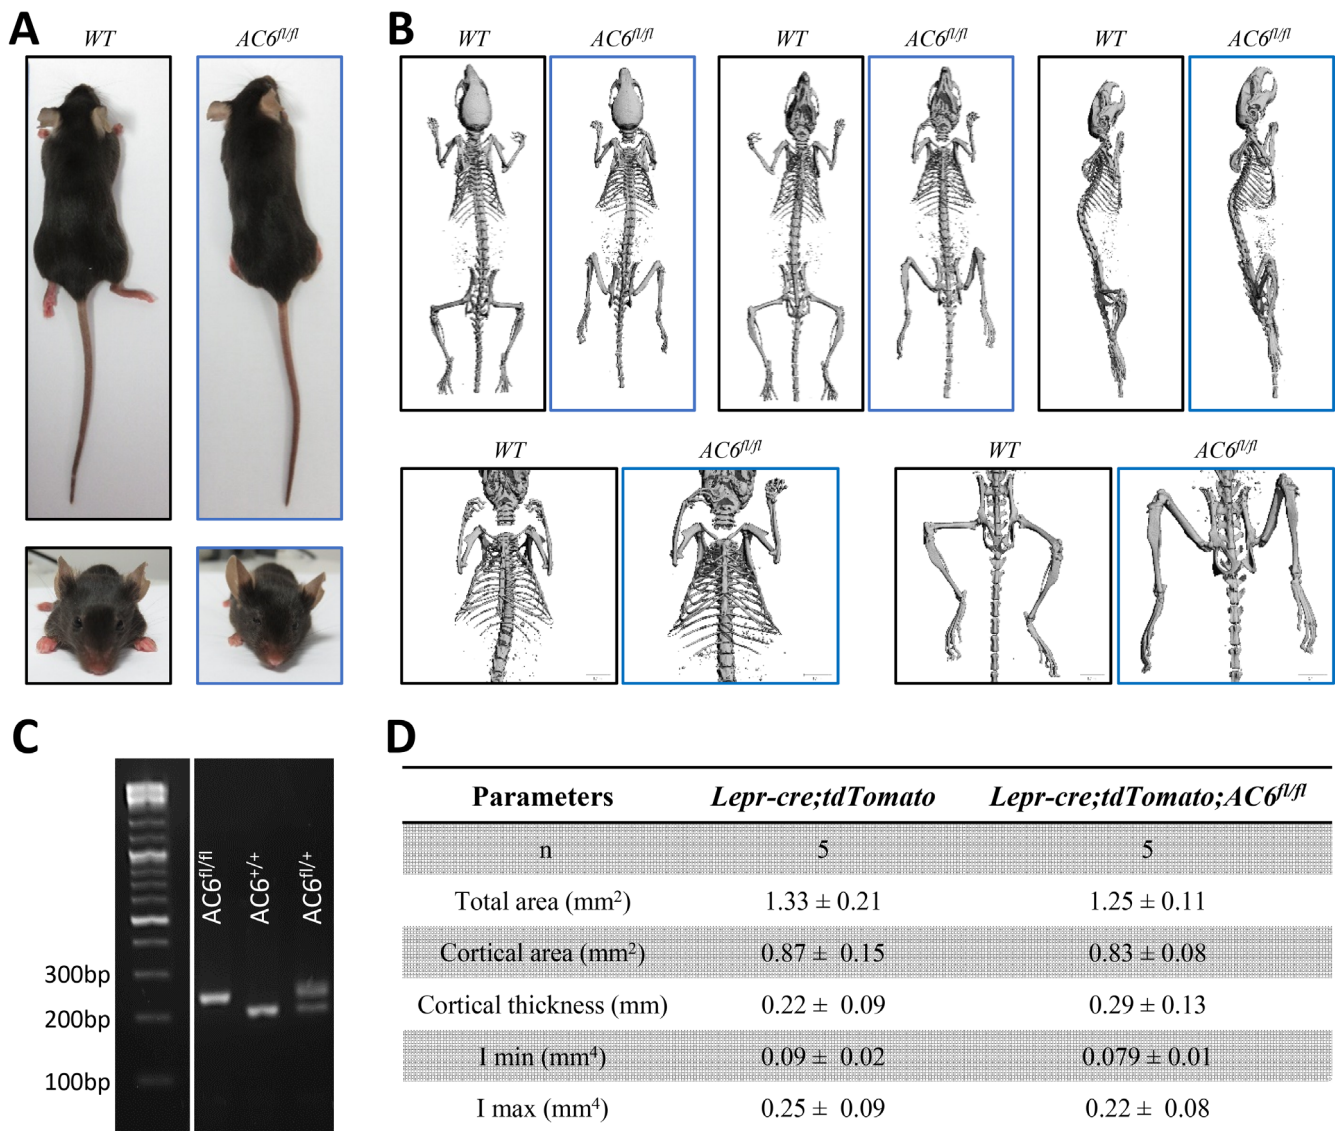 A
WT
AC6fl/fl
B
WT
AC6fl/fl
WT
AC6fl/fl
WT
AC6fl/fl
WT
AC6fl/fl
WT
AC6fl/fl
C
AC6fl/fl
AC6+/+
AC6fl/+
300bp
200bp
100bp
D
Parameters Lepr-cre;tdTomato Lepr-cre;tdTomato;AC6fl/fl
n 5 5
Total area (mm²) 1.33 ± 0.21 1.25 ± 0.11
Cortical area (mm²) 0.87 ± 0.15 0.83 ± 0.08
Cortical thickness (mm) 0.22 ± 0.09 0.29 ± 0.13
I min (mm⁴) 0.09 ± 0.02 0.079 ± 0.01
I max (mm⁴) 0.25 ± 0.09 0.22 ± 0.08